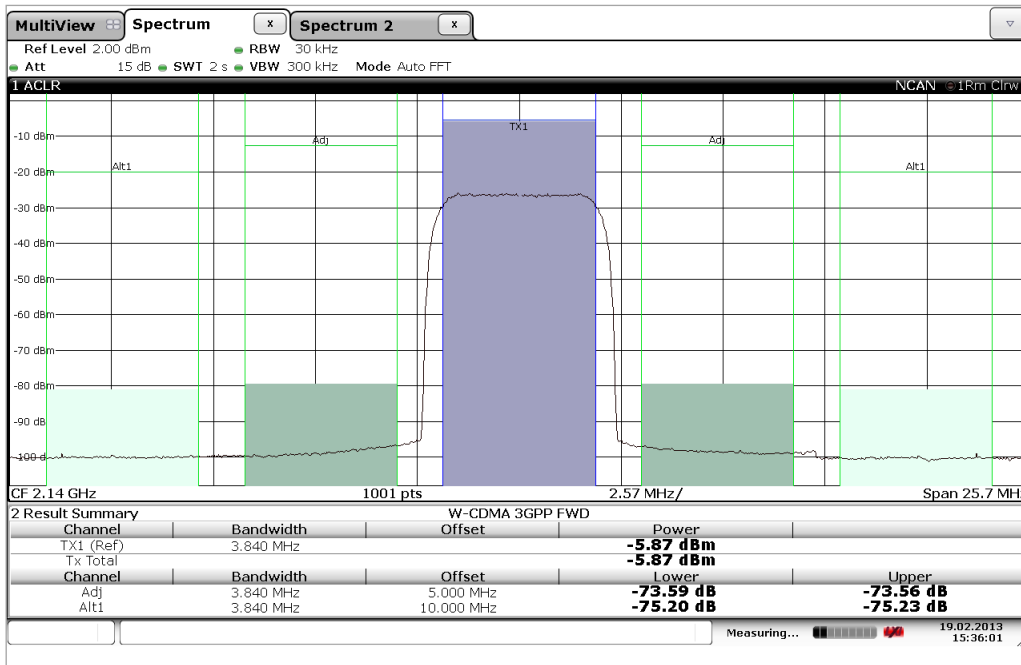 MultiView Spectrum x Spectrum 2 x
Ref Level 2.00 dBm RBW 30 kHz
Att 15 dB SWT 2 s VBW 300 kHz Mode Auto FFT
1 ACLR NCAN 1Rm Clrw
TX1
-10 dBm
Adj Adj
Alt1 Alt1
-20 dBm
-30 dBm
-40 dBm
-50 dBm
-60 dBm
-70 dBm
-80 dBm
-90 dB
-100 d
CF 2.14 GHz 1001 pts 2.57 MHz/ Span 25.7 MH
2 Result Summary W-CDMA 3GPP FWD
Channel Bandwidth Offset Power
TX1 (Ref) 3.840 MHz -5.87 dBm
Tx Total -5.87 dBm
Channel Bandwidth Offset Lower Upper
Adj 3.840 MHz 5.000 MHz -73.59 dB -73.56 dB
Alt1 3.840 MHz 10.000 MHz -75.20 dB -75.23 dB
Measuring... 19.02.2013
15:36:01